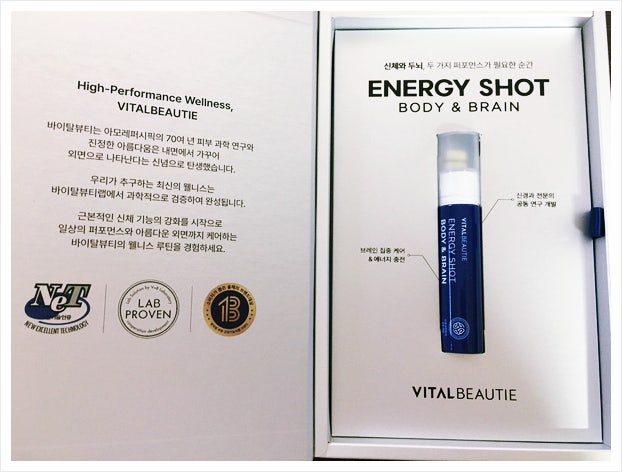 High-Performance Wellness,
VITALBEAUTIE
바이탈뷰티는 아모레퍼시픽의 70여 년 피부 과학 연구와
진정한 아름다움은 내면에서 가꾸어
외면으로 나타난다는 신념으로 탄생했습니다.
우리가 추구하는 최신의 웰니스는
바이탈뷰티랩에서 과학적으로 검증하여 완성됩니다.
근본적인 신체 기능의 강화를 시작으로
일상의 퍼포먼스와 아름다운 외면까지 케어하는
바이탈뷰티의 웰니스 루틴을 경험하세요.
NeT
NEW EXCELLENT TECHNOLOGY
LAB
PROVEN
신체와 두뇌, 두 가지 퍼포먼스가 필요한 순간
ENERGY SHOT
BODY & BRAIN
신경과 전문의
공동 연구 개발
브레인 집중 케어
& 에너지 충전
VITALBEAUTIE
ENERGY SHOT
BODY & BRAIN
VITALBEAUTIE